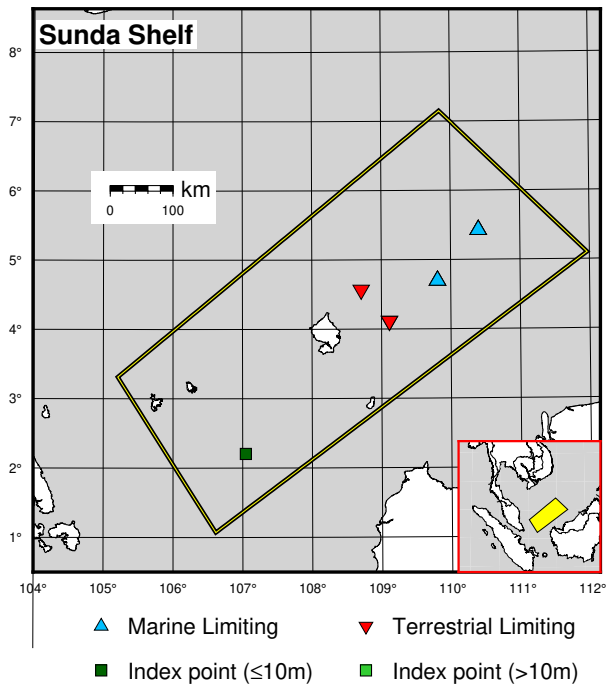 Sunda Shelf
8°
7°
6°
5°
4°
3°
2°
1°
km
0 100
104° 105° 106° 107° 108° 109° 110° 111° 112°
Marine Limiting Terrestrial Limiting
Index point (≤10m) Index point (>10m)